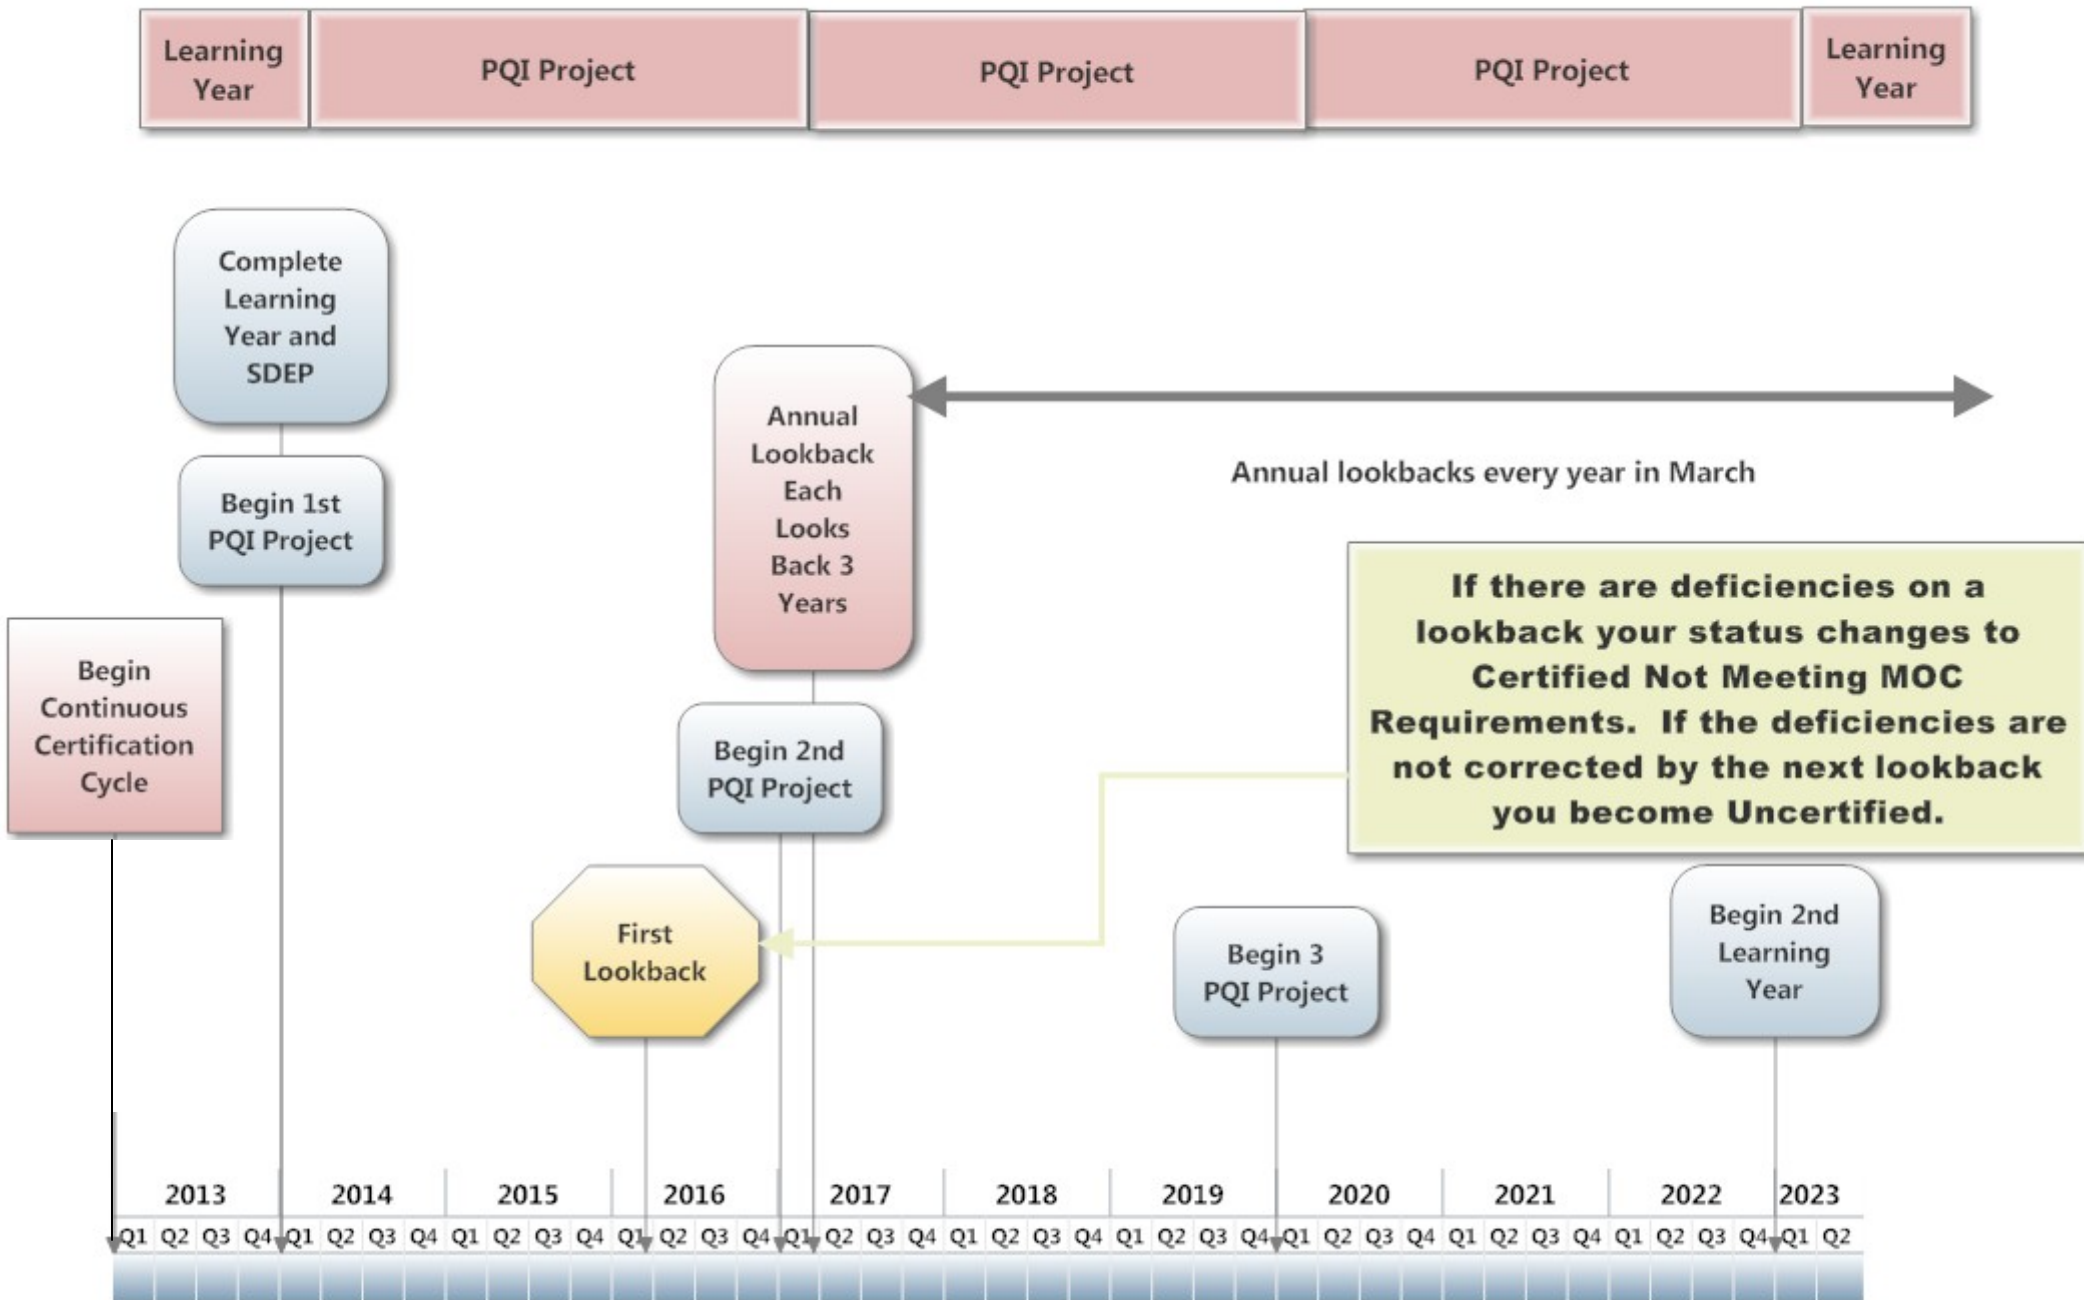 Learning
Year
PQI Project
PQI Project
PQI Project
Learning
Year
Complete
Learning
Year and
SDEP
Begin 1st
PQI Project
Begin
Continuous
Certification
Cycle
Annual
Lookback
Each
Looks
Back 3
Years
Annual lookbacks every year in March
Begin 2nd
PQI Project
If there are deficiencies on a
lookback your status changes to
Certified Not Meeting MOC
Requirements. If the deficiencies are
not corrected by the next lookback
you become Uncertified.
First
Lookback
Begin 3
PQI Project
Begin 2nd
Learning
Year
2013 2014 2015 2016 2017 2018 2019 2020 2021 2022 2023
Q1 Q2 Q3 Q4 Q1 Q2 Q3 Q4 Q1 Q2 Q3 Q4 Q1 Q2 Q3 Q4 Q1 Q2 Q3 Q4 Q1 Q2 Q3 Q4 Q1 Q2 Q3 Q4 Q1 Q2 Q3 Q4 Q1 Q2 Q3 Q4 Q1 Q2 Q3 Q4 Q1 Q2